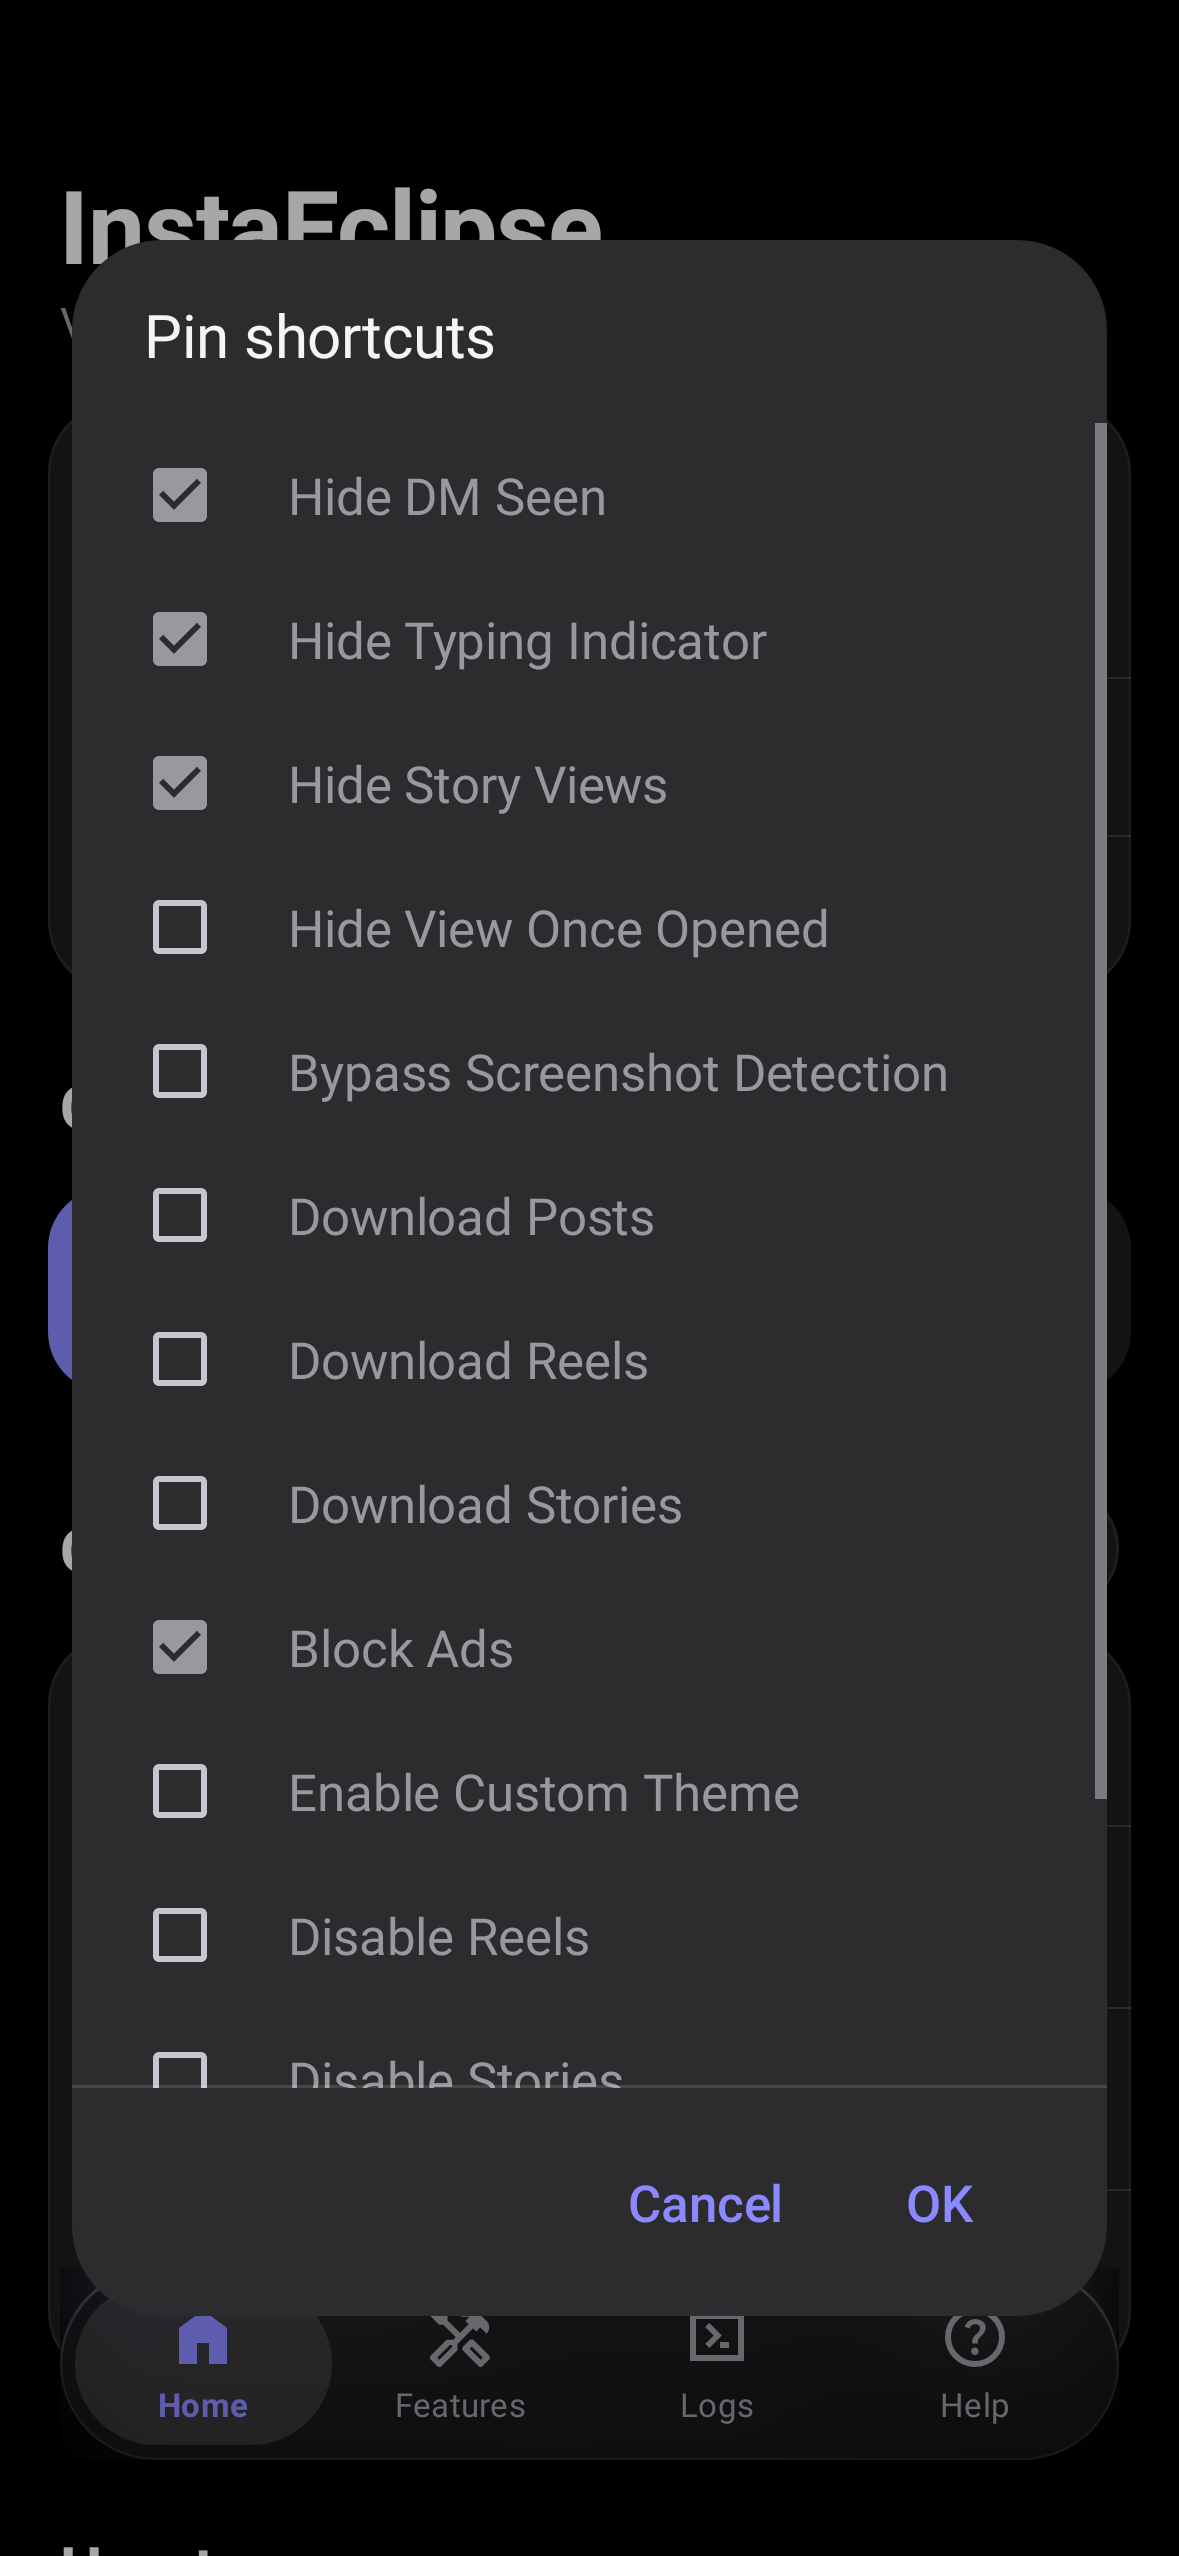 InstaEclipse
Pin shortcuts
Hide DM Seen
Hide Typing Indicator
Hide Story Views
Hide View Once Opened
Bypass Screenshot Detection
Download Posts
Download Reels
Download Stories
Block Ads
Enable Custom Theme
Disable Reels
Disable Stories
Cancel OK
Home Features Logs Help